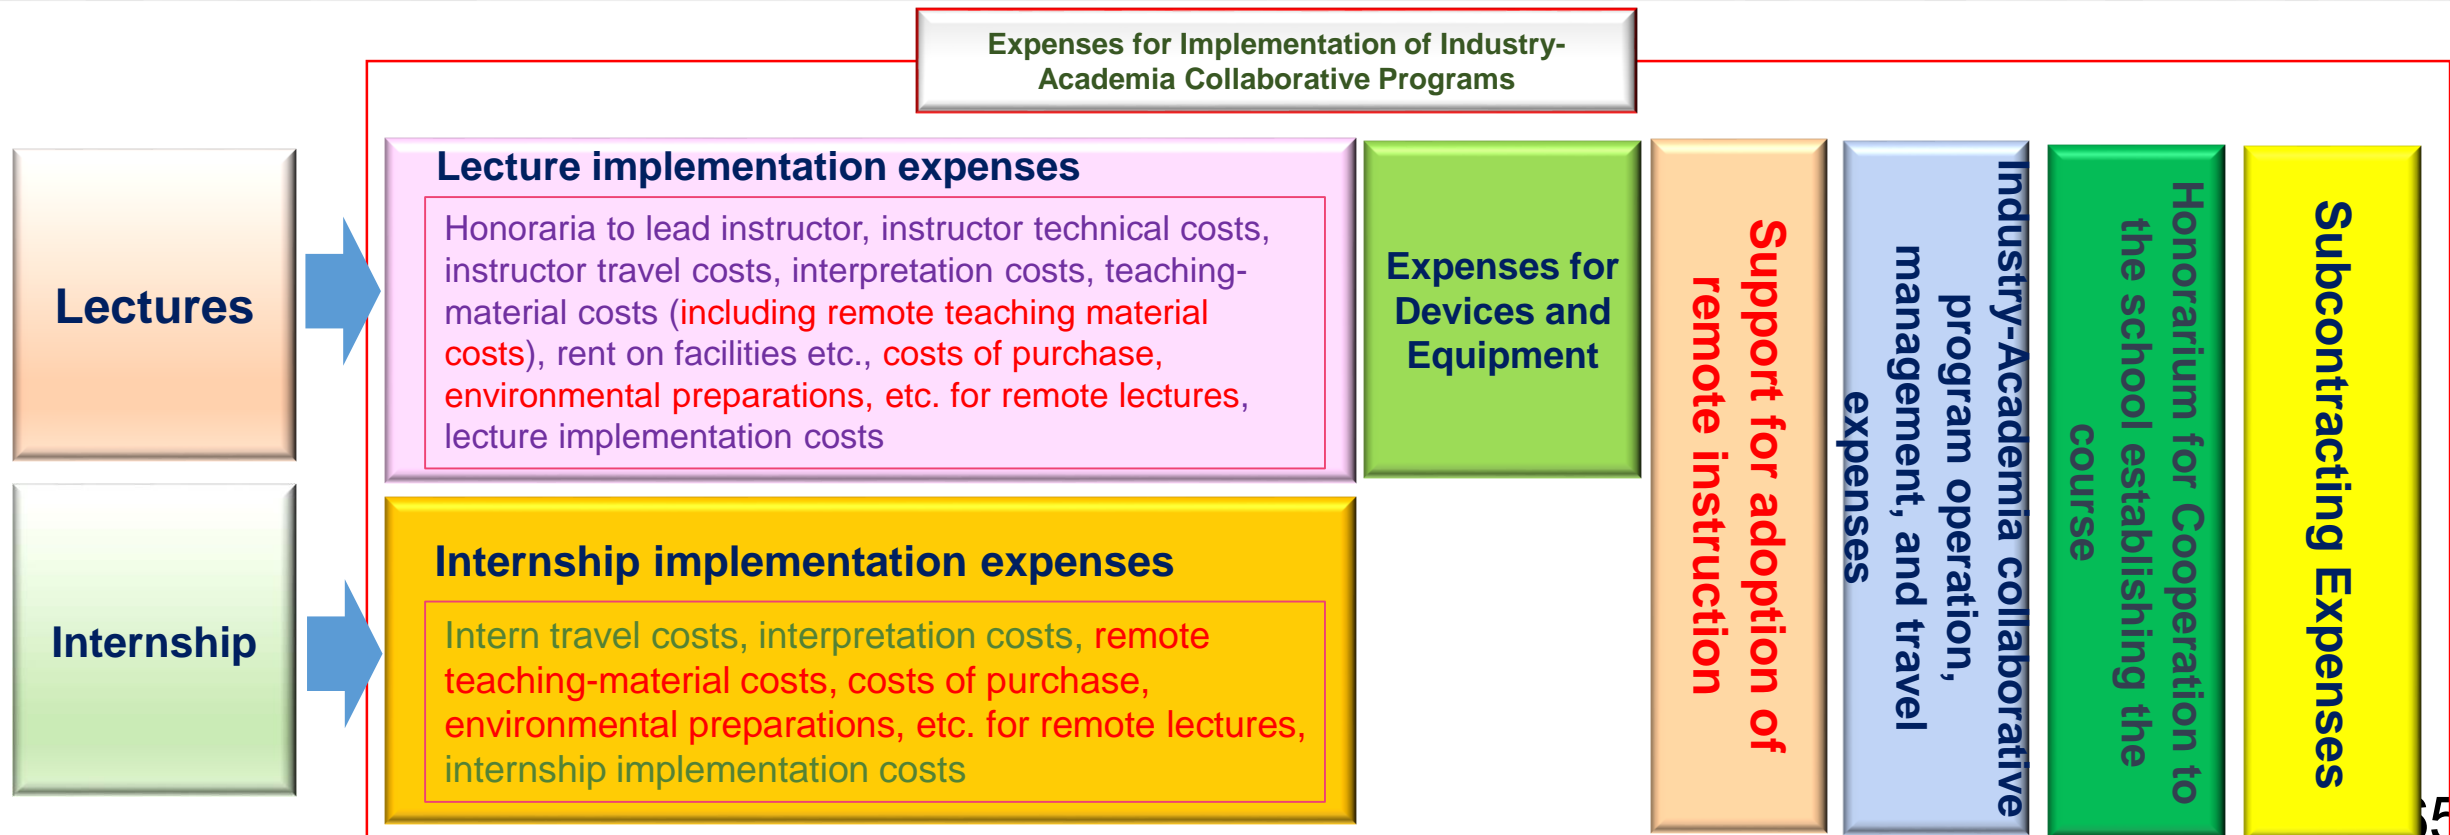 Expenses for Implementation of Industry-
Academia Collaborative Programs
Lectures
Lecture implementation expenses
Honoraria to lead instructor, instructor technical costs,
instructor travel costs, interpretation costs, teaching-
material costs (including remote teaching material
costs), rent on facilities etc., costs of purchase,
environmental preparations, etc. for remote lectures,
lecture implementation costs
Expenses for
Devices and
Equipment
Internship
Internship implementation expenses
Intern travel costs, interpretation costs, remote
teaching-material costs, costs of purchase,
environmental preparations, etc. for remote lectures,
internship implementation costs
Support for adoption of
remote instruction
Industry-Academia collaborative
program operation,
management, and travel
expenses
Honorarium for Cooperation to
the school establishing the
course
Subcontracting Expenses